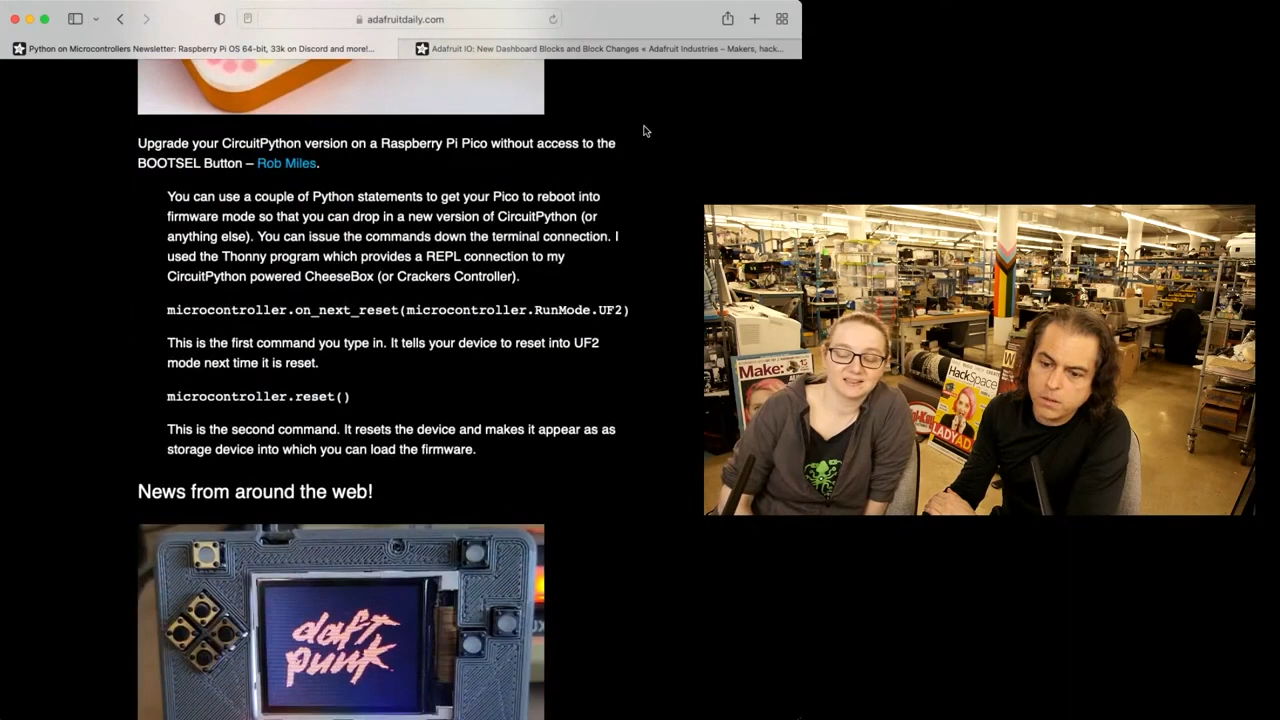 adafruitdaily.com
Python on Microcontrollers Newsletter: Raspberry Pi OS 64-bit, 33k on Discord and more!...
Adafruit IO: New Dashboard Blocks and Block Changes « Adafruit Industries – Makers, hack...
Upgrade your CircuitPython version on a Raspberry Pi Pico without access to the
BOOTSEL Button – Rob Miles.
You can use a couple of Python statements to get your Pico to reboot into
firmware mode so that you can drop in a new version of CircuitPython (or
anything else). You can issue the commands down the terminal connection. I
used the Thonny program which provides a REPL connection to my
CircuitPython powered CheeseBox (or Crackers Controller).
microcontroller.on_next_reset(microcontroller.RunMode.UF2)
This is the first command you type in. It tells your device to reset into UF2
mode next time it is reset.
microcontroller.reset()
This is the second command. It resets the device and makes it appear as as
storage device into which you can load the firmware.
News from around the web!
daft
punk
Make:
HackSpace
LADYADA